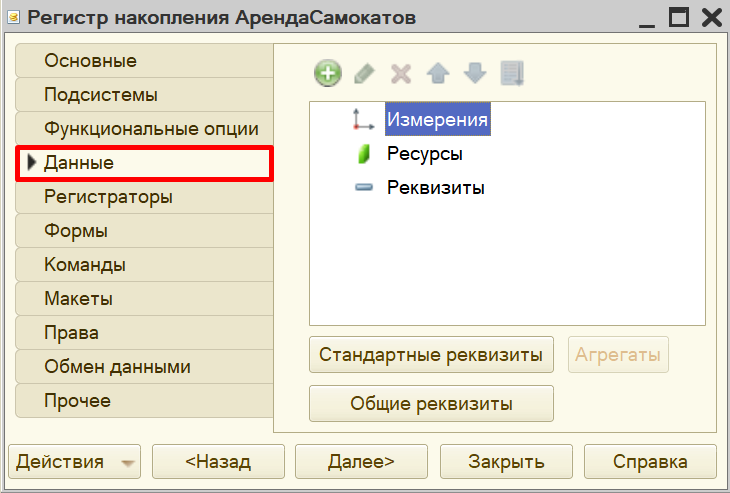 Регистр накопления АрендаСамокатов
Основные
Подсистемы
Функциональные опции
Данные
Регистраторы
Формы
Команды
Макеты
Права
Обмен данными
Прочее
Измерения
Ресурсы
Реквизиты
Стандартные реквизиты
Агрегаты
Общие реквизиты
Действия
<Назад
Далее>
Закрыть
Справка